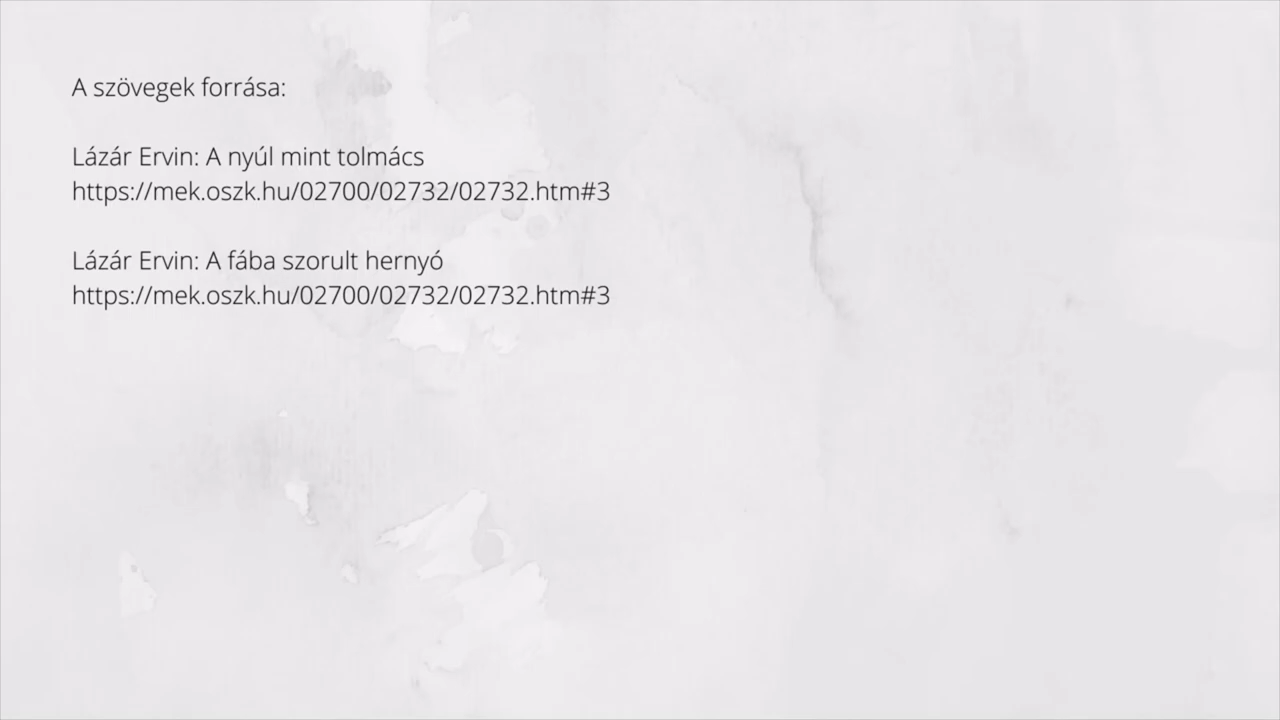 A szövegek forrása:
Lázár Ervin: A nyúl mint tolmács
https://mek.oszk.hu/02700/02732/02732.htm#3
Lázár Ervin: A fába szorult hernyó
https://mek.oszk.hu/02700/02732/02732.htm#3